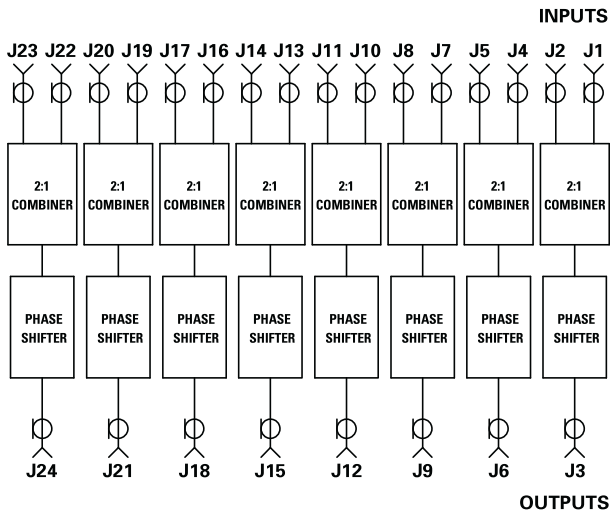 INPUTS
J23 J22 J20 J19 J17 J16 J14 J13 J11 J10 J8 J7 J5 J4 J2 J1
2:1 2:1 2:1 2:1 2:1 2:1 2:1 2:1
COMBINER COMBINER COMBINER COMBINER COMBINER COMBINER COMBINER COMBINER
PHASE PHASE PHASE PHASE PHASE PHASE PHASE PHASE
SHIFTER SHIFTER SHIFTER SHIFTER SHIFTER SHIFTER SHIFTER SHIFTER
J24 J21 J18 J15 J12 J9 J6 J3
OUTPUTS